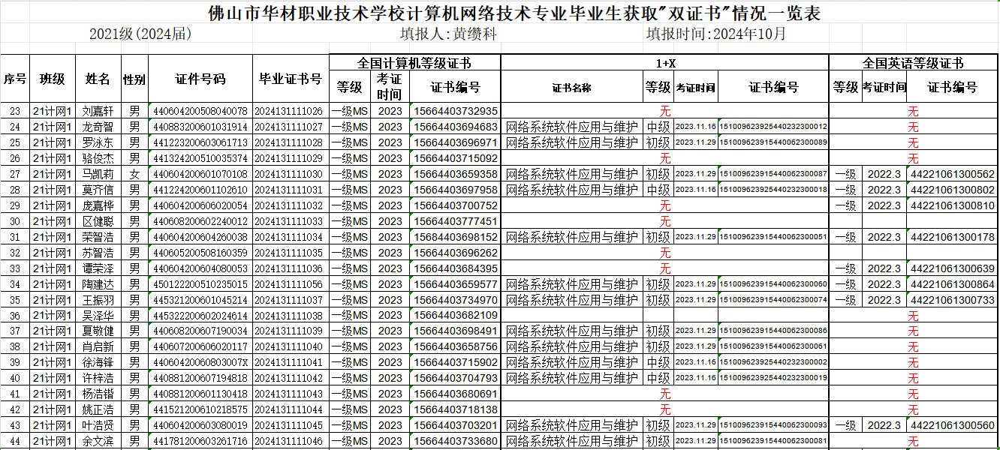 佛山市华材职业技术学校计算机网络技术专业毕业生获取"双证书"情况一览表
2021级(2024届) 填报人:黄缵科 填报时间:2024年10月
序号 班级 姓名 性别 证件号码 毕业证书号 全国计算机等级证书 1+X 全国英语等级证书
等级 考证时间 证书编号 证书名称 等级 考证时间 证书编号 等级 考证时间 证书编号
23 21计网1 刘嘉轩 男 440604200508040078 2024131111026 一级MS 2023 15664403732935 无 无
24 21计网1 龙奇智 男 440883200601031914 2024131111027 一级MS 2023 15664403694683 网络系统软件应用与维护 中级 2023.11.16 151009623925440232300012 无
25 21计网1 罗泳东 男 441223200603061713 2024131111028 一级MS 2023 15664403696971 网络系统软件应用与维护 初级 2023.11.29 151009623915440062300089 无
26 21计网1 骆俊杰 男 441324200510035374 2024131111029 一级MS 2023 15664403715092 无 无
27 21计网1 马凯莉 女 440604200601070108 2024131111030 一级MS 2023 15664403659358 网络系统软件应用与维护 初级 2023.11.29 151009623915440062300087 一级 2022.3 44221061300562
28 21计网1 莫齐信 男 441224200601102610 2024131111031 一级MS 2023 15664403697958 网络系统软件应用与维护 中级 2023.11.16 151009623925440232300018 一级 2022.3 44221061300802
29 21计网1 庞嘉桦 男 440604200606020054 2024131111032 一级MS 2023 15664403700752 无 一级 2022.3 44221061300810
30 21计网1 区健聪 男 440608200602240012 2024131111033 一级MS 2023 15664403777451 无
31 21计网1 荣智浩 男 440604200604260038 2024131111034 一级MS 2023 15684403698152 网络系统软件应用与维护 初级 2023.11.29 151009623915440062300051 一级 2022.3 44221061300178
32 21计网1 苏智浩 男 440605200508160359 2024131111035 一级MS 2023 15664403696262 无
33 21计网1 谭荣泽 男 440604200604080053 2024131111036 一级MS 2023 15664403684395 无 一级 2022.3 44221061300639
34 21计网1 陶建达 男 450122200510235015 2024131111056 一级MS 2023 15664403659577 网络系统软件应用与维护 初级 2023.11.29 151009623915440062300060 一级 2022.3 44221061300864
35 21计网1 王振羽 男 445321200601045214 2024131111037 一级MS 2023 15664403734970 网络系统软件应用与维护 初级 2023.11.29 151009623915440062300074 一级 2022.3 44221061300733
36 21计网1 吴泽华 男 445322200602024614 2024131111038 一级MS 2023 15664403682109 无
37 21计网1 夏敬健 男 440608200607190034 2024131111039 一级MS 2023 15664403698491 网络系统软件应用与维护 初级 2023.11.29 151009623915440062300086 无
38 21计网1 肖启新 男 440607200606020117 2024131111040 一级MS 2023 15664403658756 网络系统软件应用与维护 初级 2023.11.29 151009623915440062300061 无
39 21计网1 徐海锋 男 44060420060803007X 2024131111041 一级MS 2023 15664403715902 网络系统软件应用与维护 中级 2023.11.16 151009623925440232300002 无
40 21计网1 许梓浩 男 440881200607194818 2024131111042 一级MS 2023 15664403704793 网络系统软件应用与维护 中级 2023.11.16 151009623925440232300019 无
41 21计网1 杨浩锴 男 440881200601130418 2024131111043 一级MS 2023 15664403680691 无 无
42 21计网1 姚正浩 男 441521200610218575 2024131111044 一级MS 2023 15664403718138 无 无
43 21计网1 叶浩贤 男 440604200603080019 2024131111045 一级MS 2023 15664403703201 网络系统软件应用与维护 初级 2023.11.29 151009623915440062300093 一级 2022.3 44221061300560
44 21计网1 余文滨 男 441781200603261716 2024131111046 一级MS 2023 15664403733680 网络系统软件应用与维护 初级 2023.11.29 151009623915440062300081 无